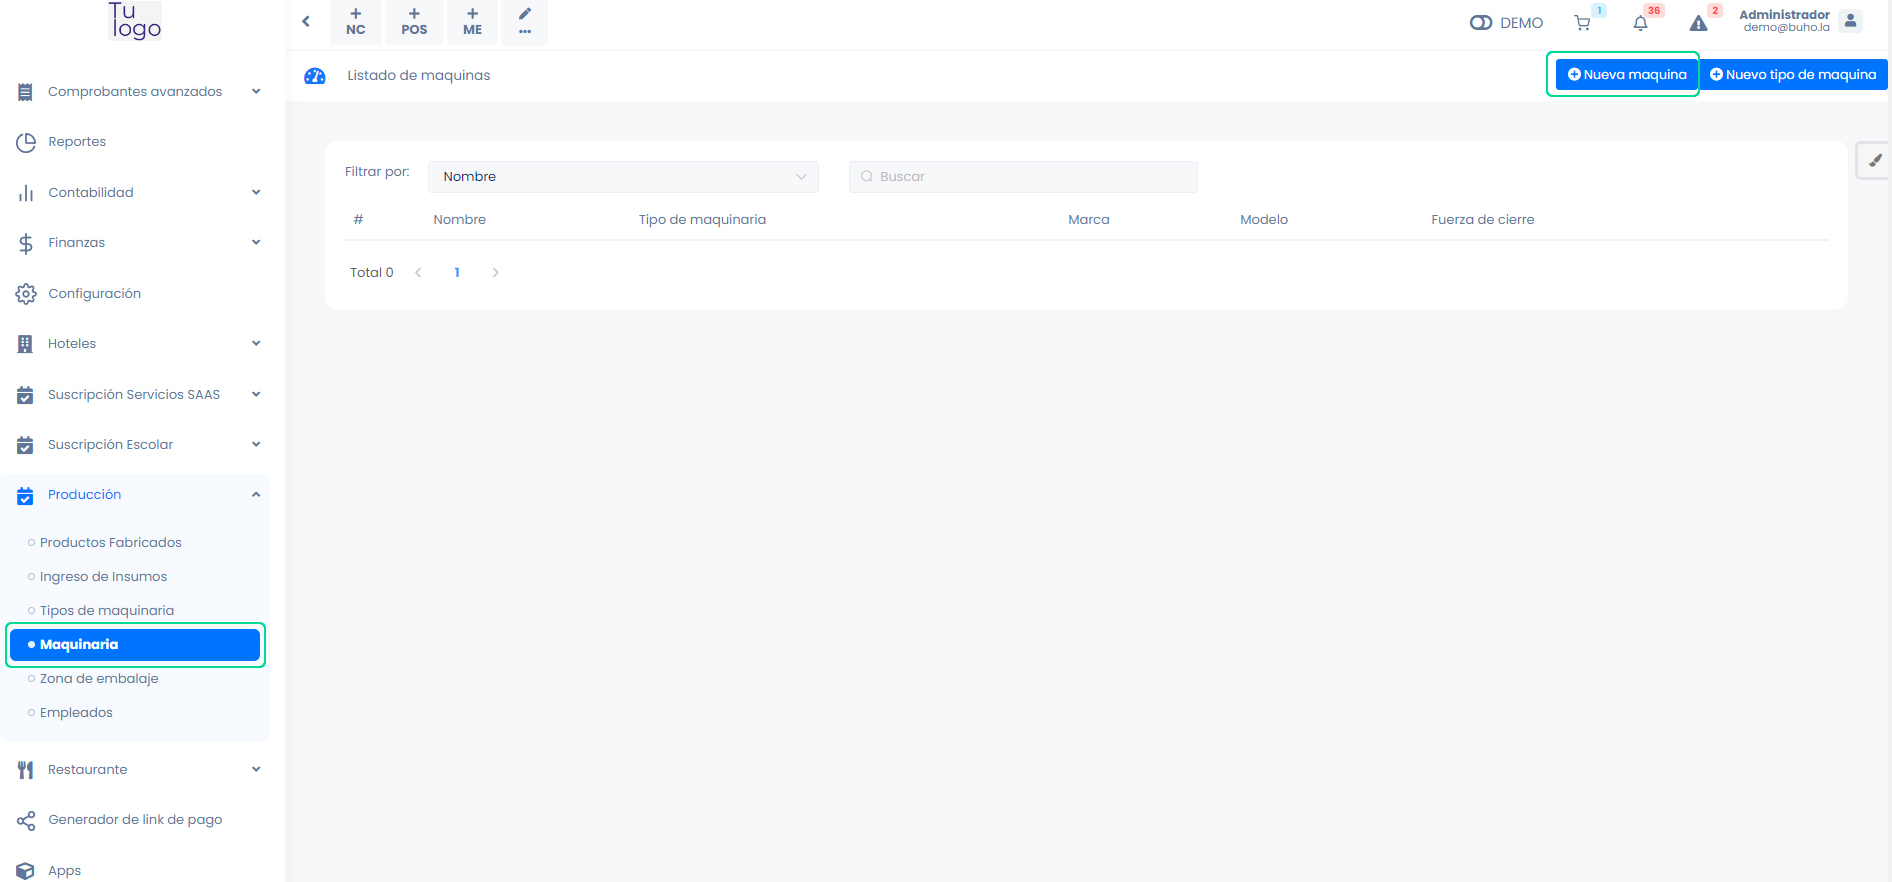 Tu
logo
NC
POS
ME
DEMO
1
36
2
Administrador
demo@buho.la
Listado de maquinas
Nueva maquina
Nuevo tipo de maquina
Comprobantes avanzados
Reportes
Contabilidad
Finanzas
Configuración
Hoteles
Suscripción Servicios SAAS
Suscripción Escolar
Producción
Productos Fabricados
Ingreso de Insumos
Tipos de maquinaria
Maquinaria
Zona de embalaje
Empleados
Restaurante
Generador de link de pago
Apps
Filtrar por:
Nombre
Buscar
# Nombre Tipo de maquinaria Marca Modelo Fuerza de cierre
Total 0 1